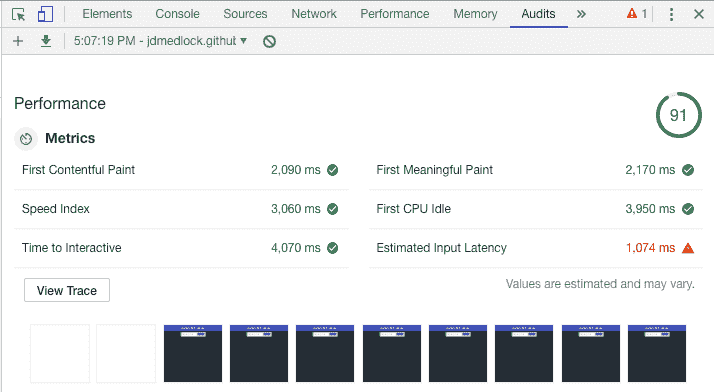 Elements Console Sources Network Performance Memory Audits » 1
5:07:19 PM - jdmedlock.github
Performance
91
Metrics
First Contentful Paint 2,090 ms First Meaningful Paint 2,170 ms
Speed Index 3,060 ms First CPU Idle 3,950 ms
Time to Interactive 4,070 ms Estimated Input Latency 1,074 ms
View Trace Values are estimated and may vary.